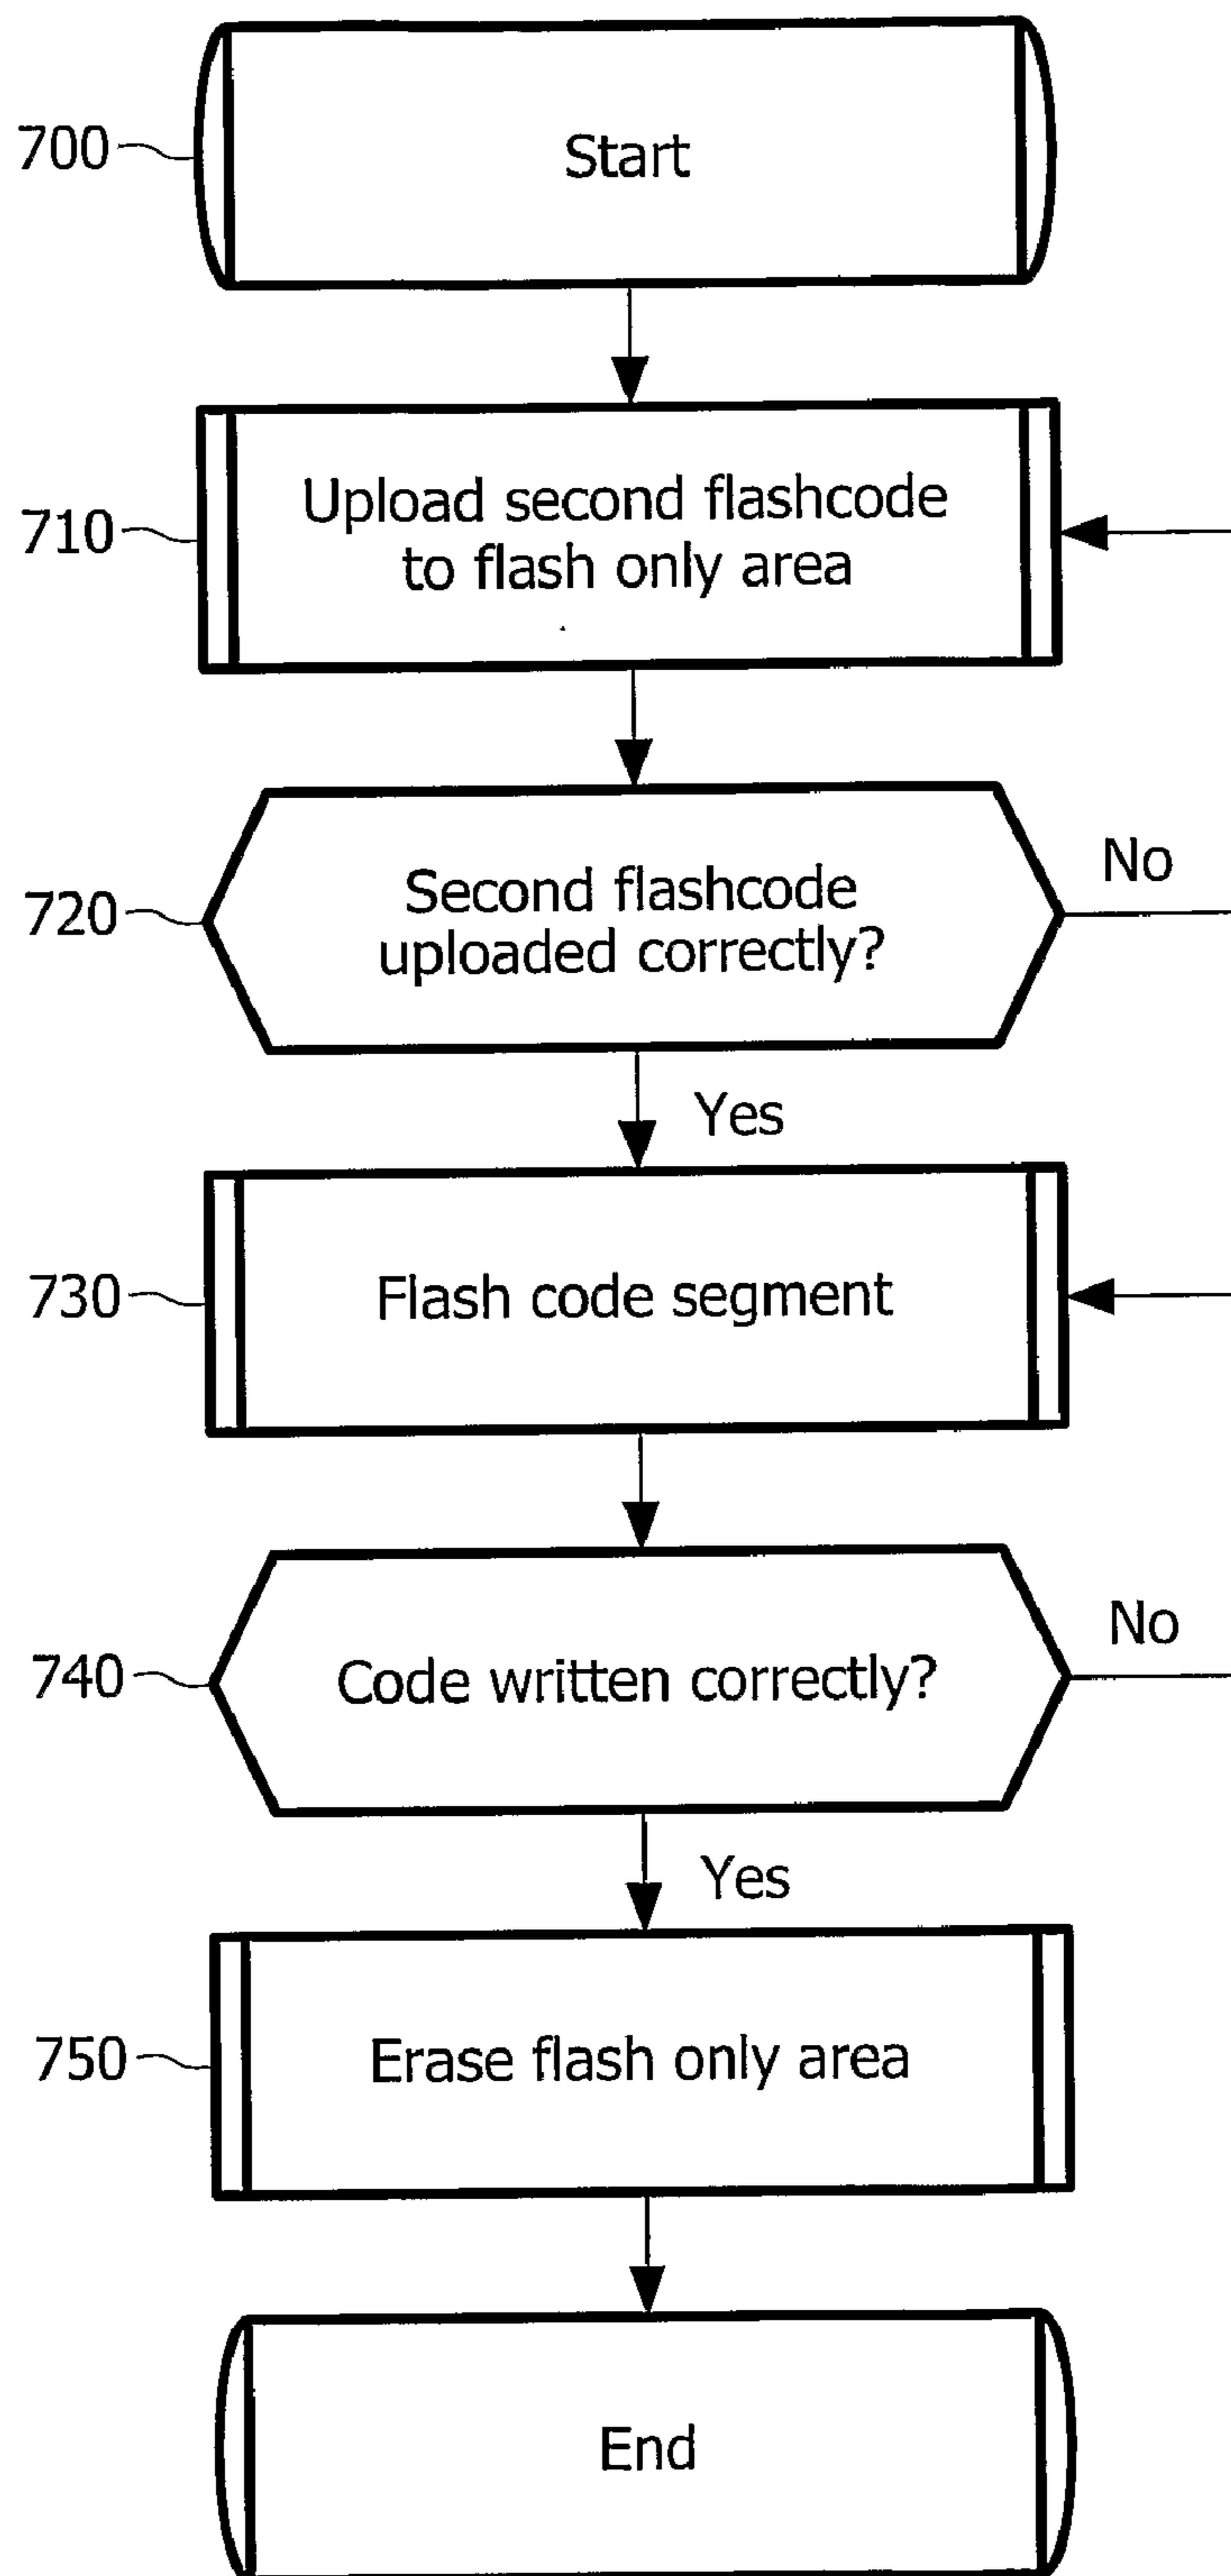 700
Start
710
Upload second flashcode
to flash only area
720
Second flashcode
uploaded correctly?
No
Yes
730
Flash code segment
740
Code written correctly?
No
Yes
750
Erase flash only area
End